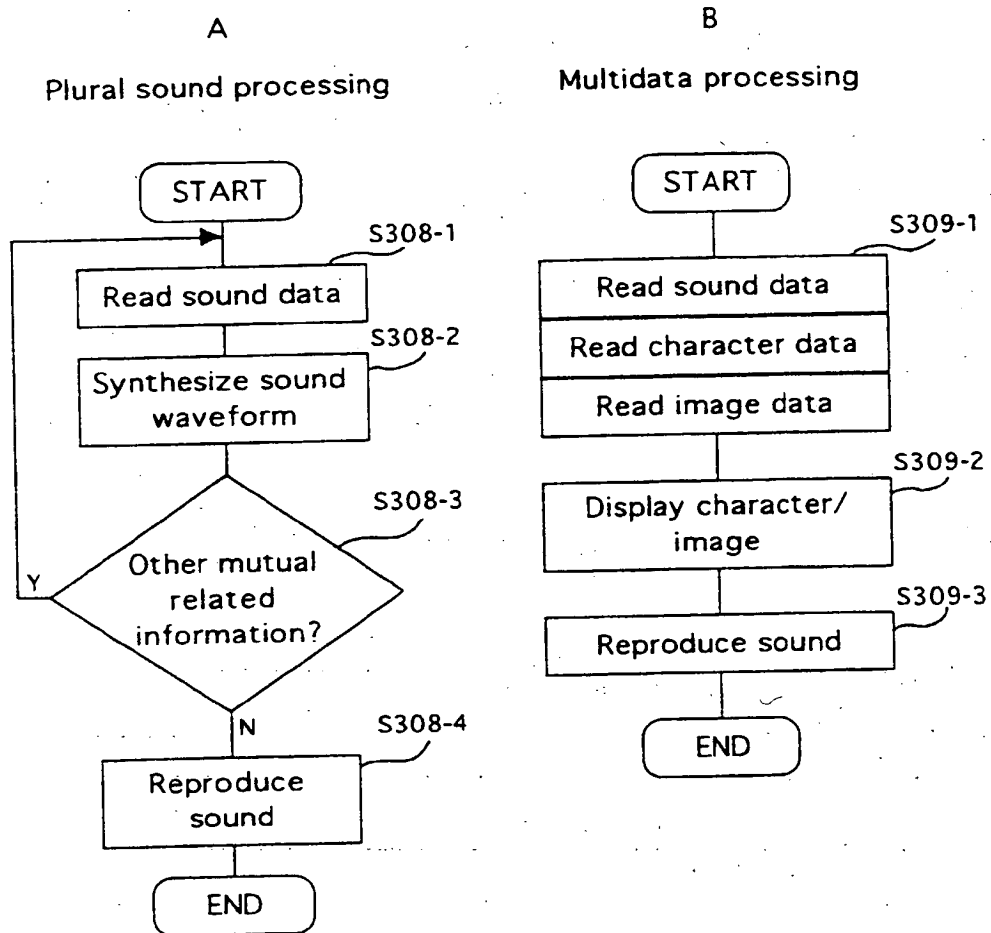 A
Plural sound processing
START
S308-1
Read sound data
S308-2
Synthesize sound
waveform
S308-3
Other mutual
related
information?
Y
N
S308-4
Reproduce
sound
END
B
Multidata processing
START
S309-1
Read sound data
Read character data
Read image data
S309-2
Display character/
image
S309-3
Reproduce sound
END